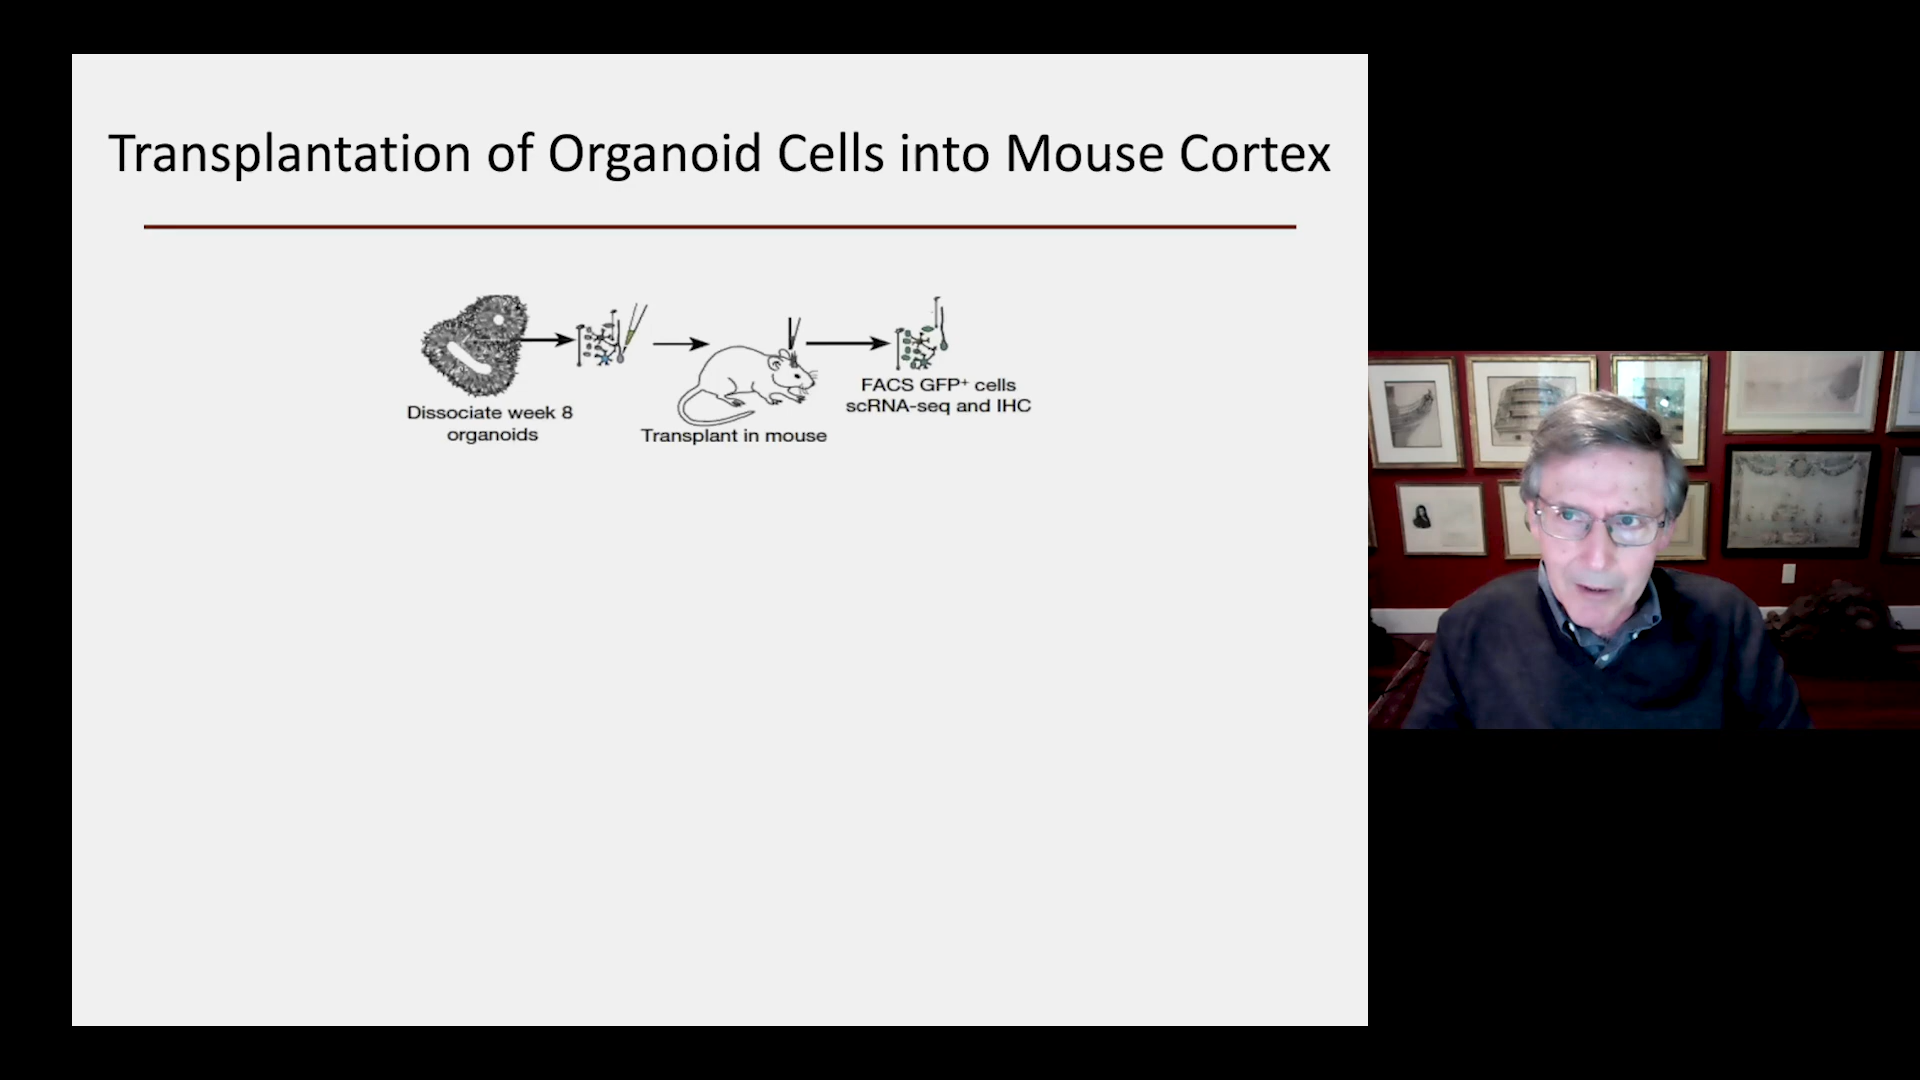 Transplantation of Organoid Cells into Mouse Cortex
Dissociate week 8
organoids
Transplant in mouse
FACS GFP⁺ cells
scRNA-seq and IHC